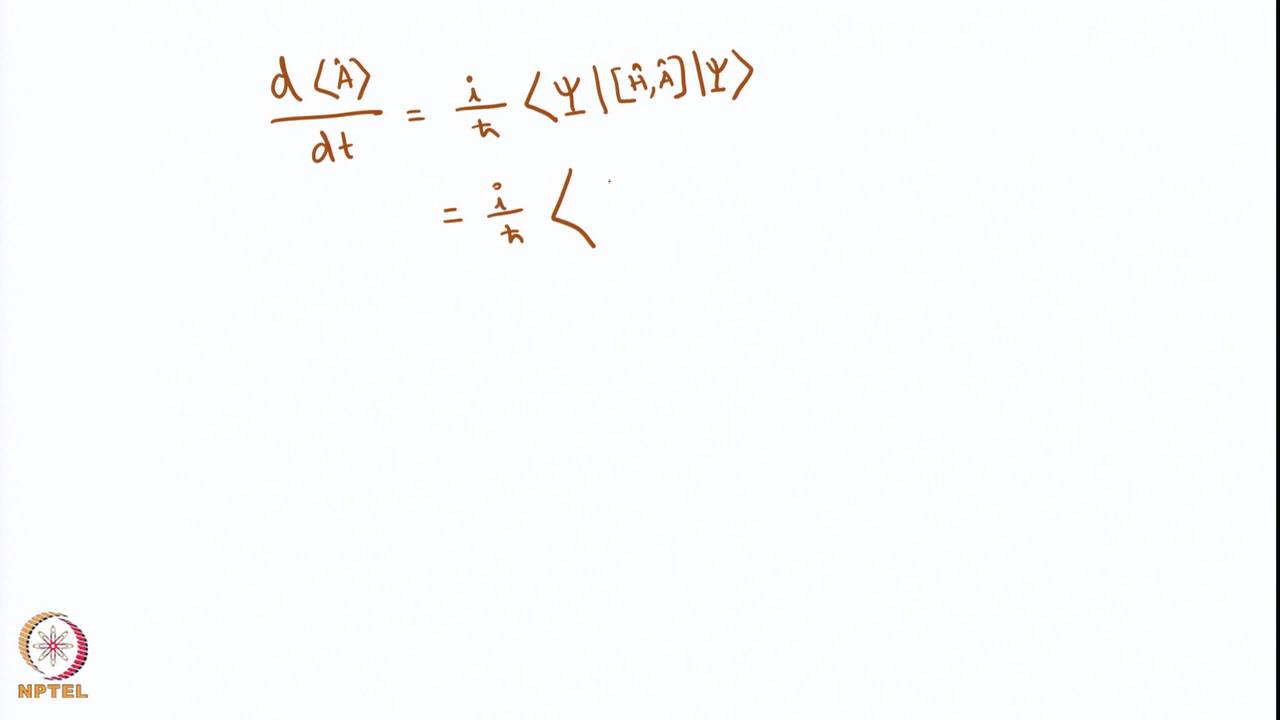 d⟨Â⟩/dt = i/ħ ⟨Ψ|[Ĥ,Â]|Ψ⟩
= i/ħ ⟨
NPTEL